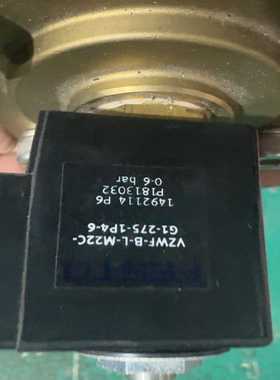 VZWF-B-L-M22C-
G1-275-1P4-6
1492114 P6
P1813032
0-6 bar